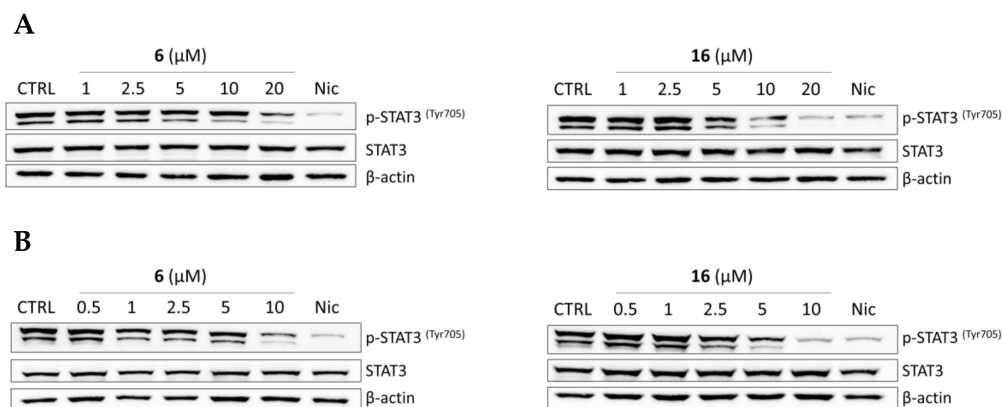 A
6 (μM)
CTRL 1 2.5 5 10 20 Nic
p-STAT3 (Tyr705)
STAT3
β-actin
16 (μM)
CTRL 1 2.5 5 10 20 Nic
p-STAT3 (Tyr705)
STAT3
β-actin
B
6 (μM)
CTRL 0.5 1 2.5 5 10 Nic
p-STAT3 (Tyr705)
STAT3
β-actin
16 (μM)
CTRL 0.5 1 2.5 5 10 Nic
p-STAT3 (Tyr705)
STAT3
β-actin